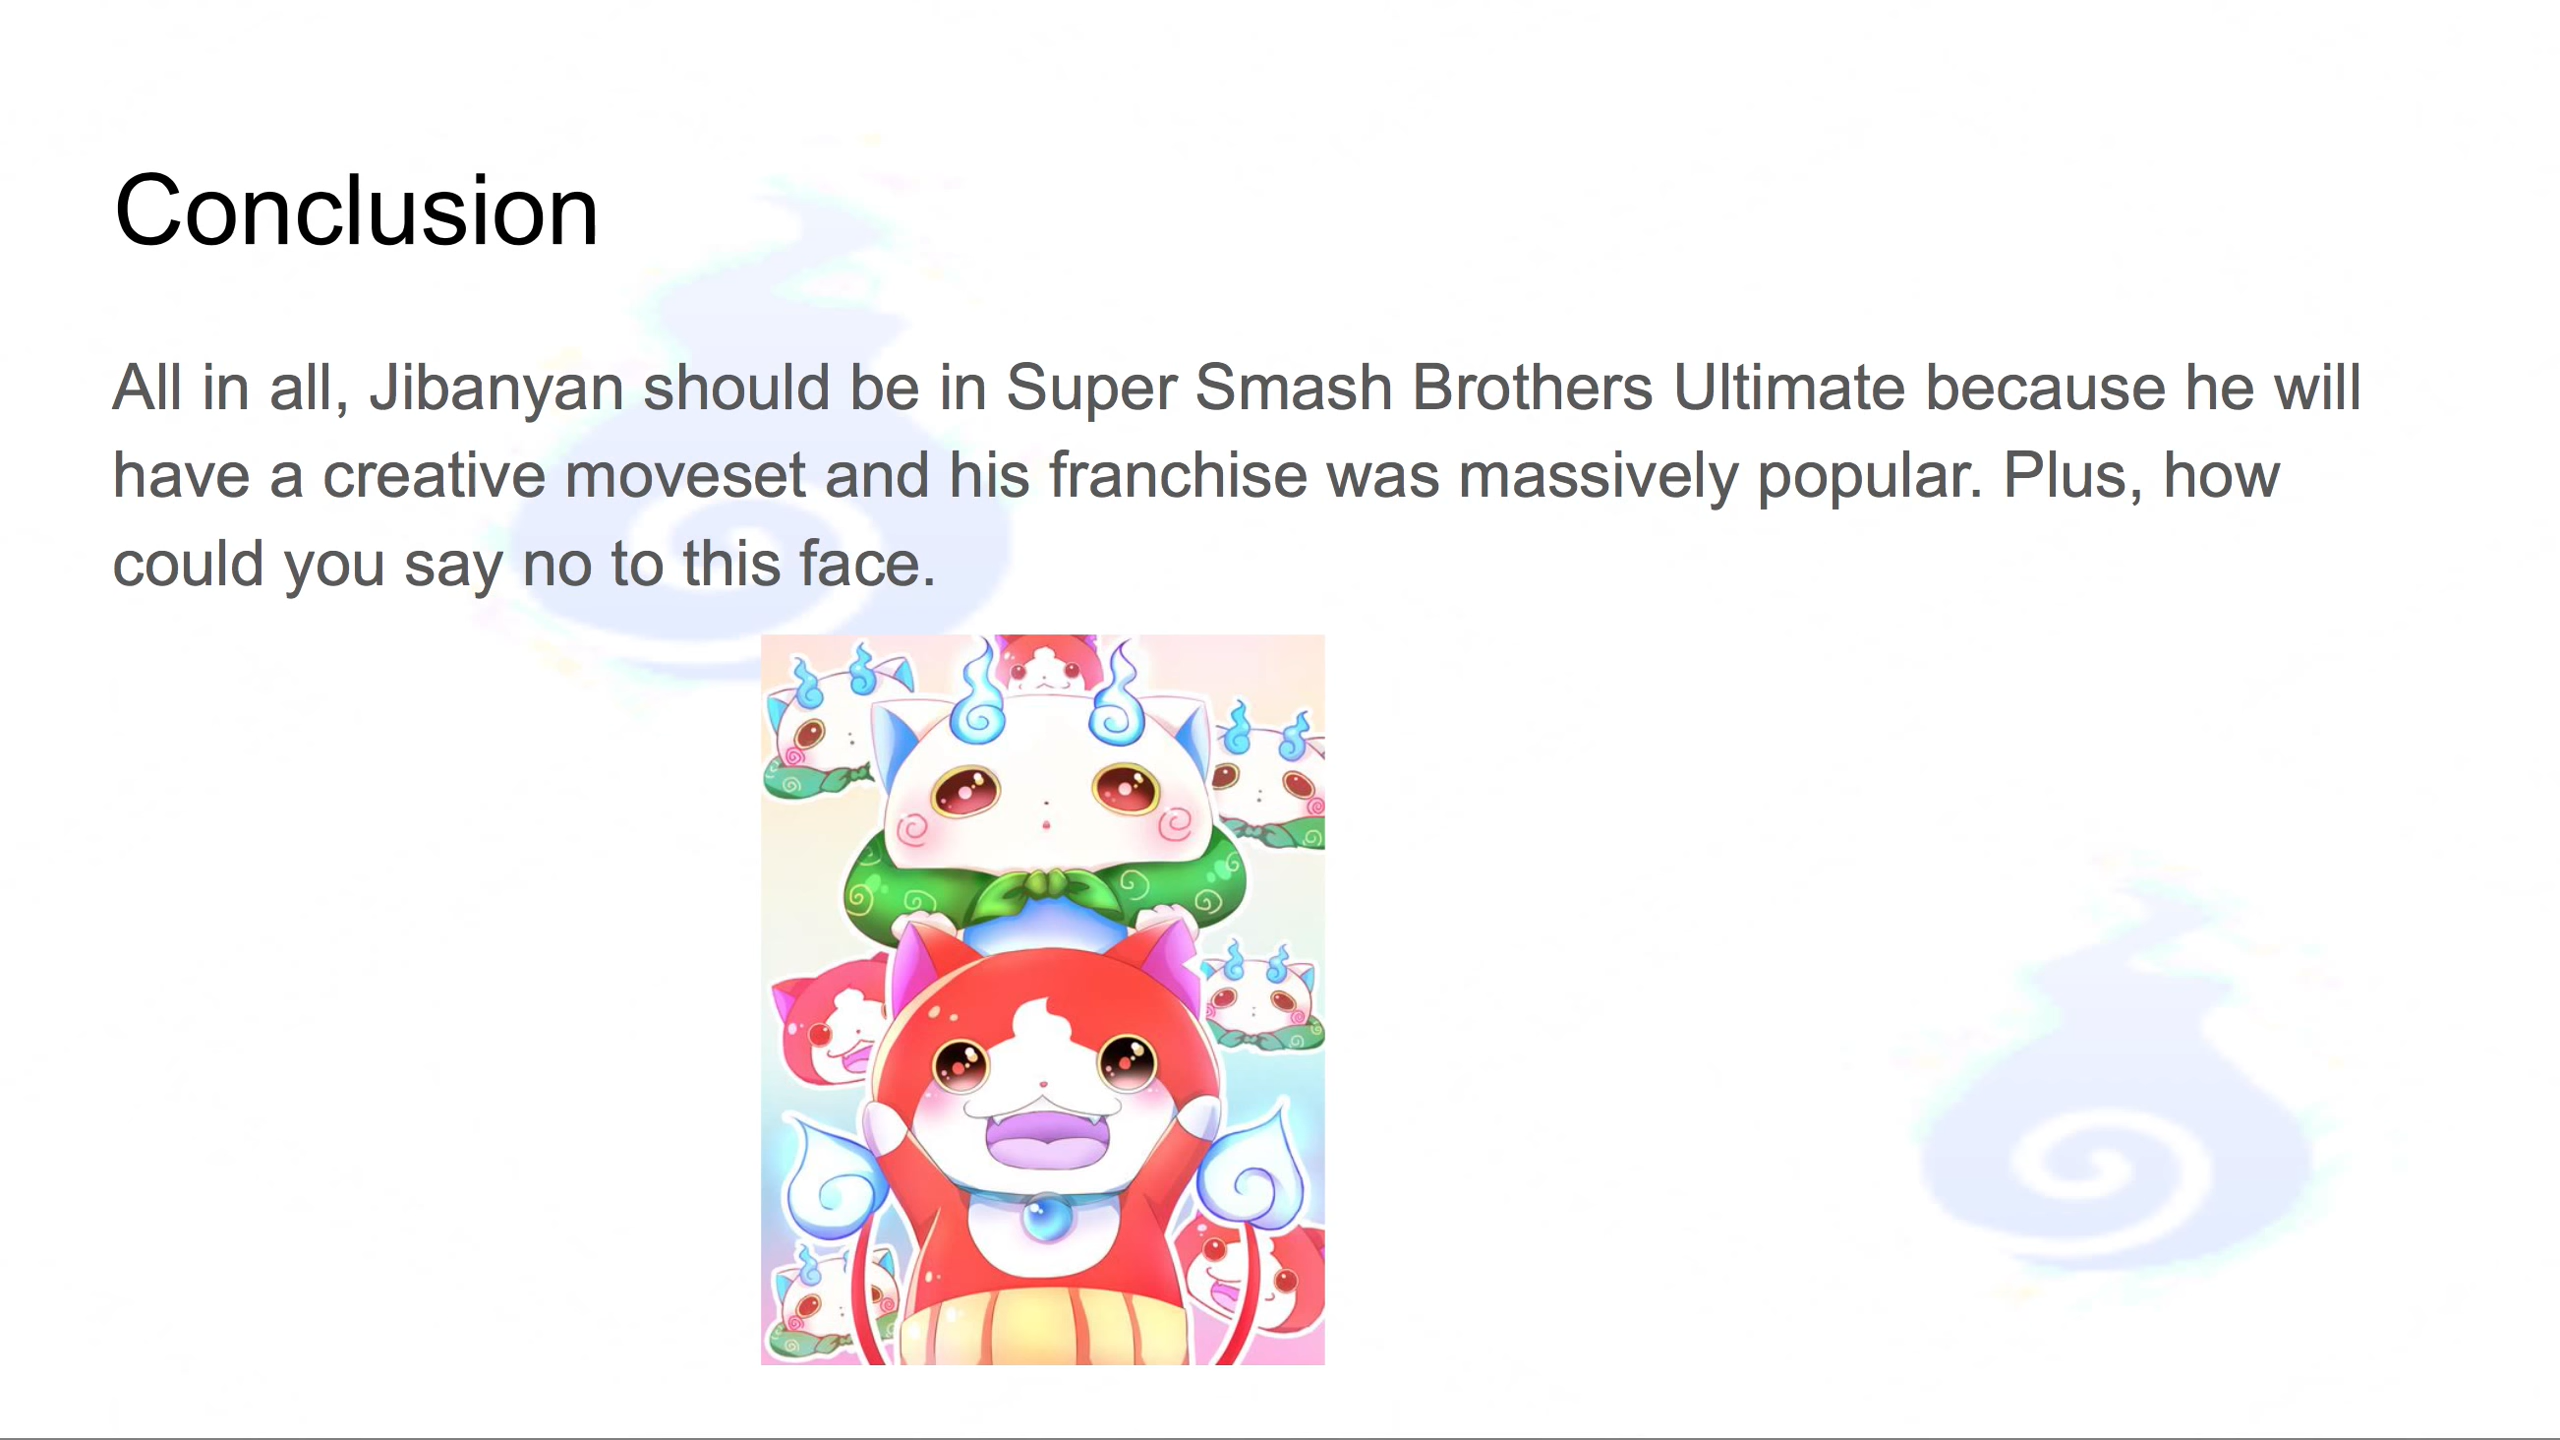 Conclusion
All in all, Jibanyan should be in Super Smash Brothers Ultimate because he will
have a creative moveset and his franchise was massively popular. Plus, how
could you say no to this face.